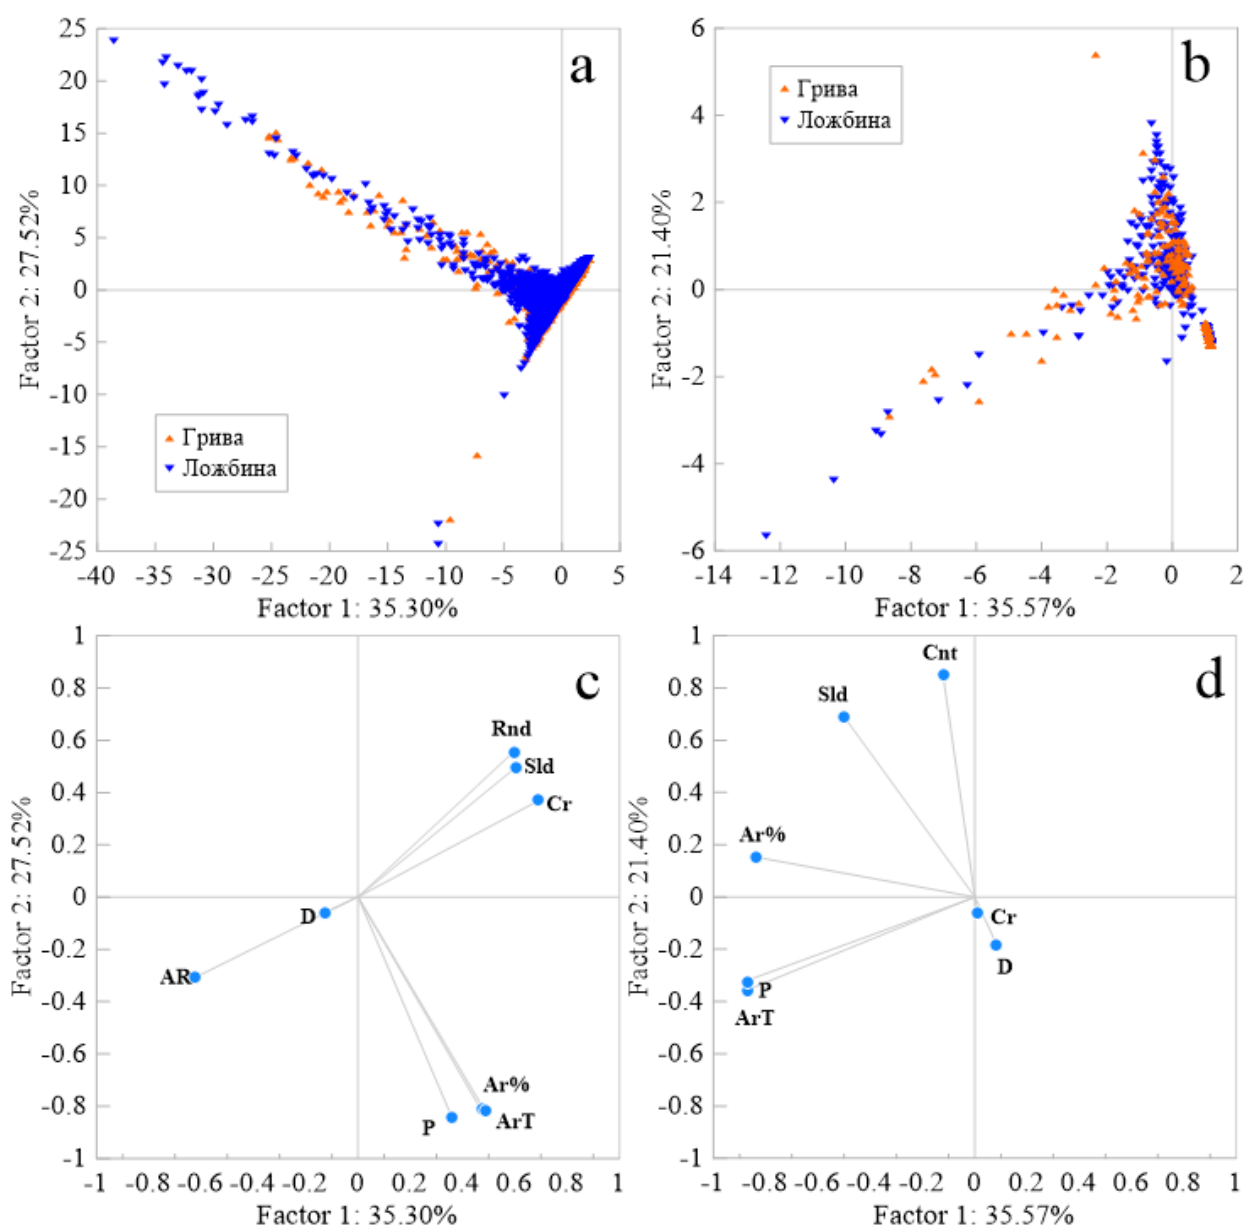 a
25
20
15
10
5
0
-5
-10
-15
-20
-25
Factor 2: 27.52%
Грива
Ложбина
-40 -35 -30 -25 -20 -15 -10 -5 0 5
Factor 1: 35.30%
b
6
4
2
0
-2
-4
-6
Factor 2: 21.40%
Грива
Ложбина
-14 -12 -10 -8 -6 -4 -2 0 2
Factor 1: 35.57%
c
1
0.8
0.6
0.4
0.2
0
-0.2
-0.4
-0.6
-0.8
-1
Factor 2: 27.52%
Rnd
Sld
Cr
D
AR
Ar%
ArT
P
-1 -0.8 -0.6 -0.4 -0.2 0 0.2 0.4 0.6 0.8 1
Factor 1: 35.30%
d
1
0.8
0.6
0.4
0.2
0
-0.2
-0.4
-0.6
-0.8
-1
Factor 2: 21.40%
Cnt
Sld
Ar%
Cr
D
P
ArT
-1 -0.8 -0.6 -0.4 -0.2 0 0.2 0.4 0.6 0.8 1
Factor 1: 35.57%